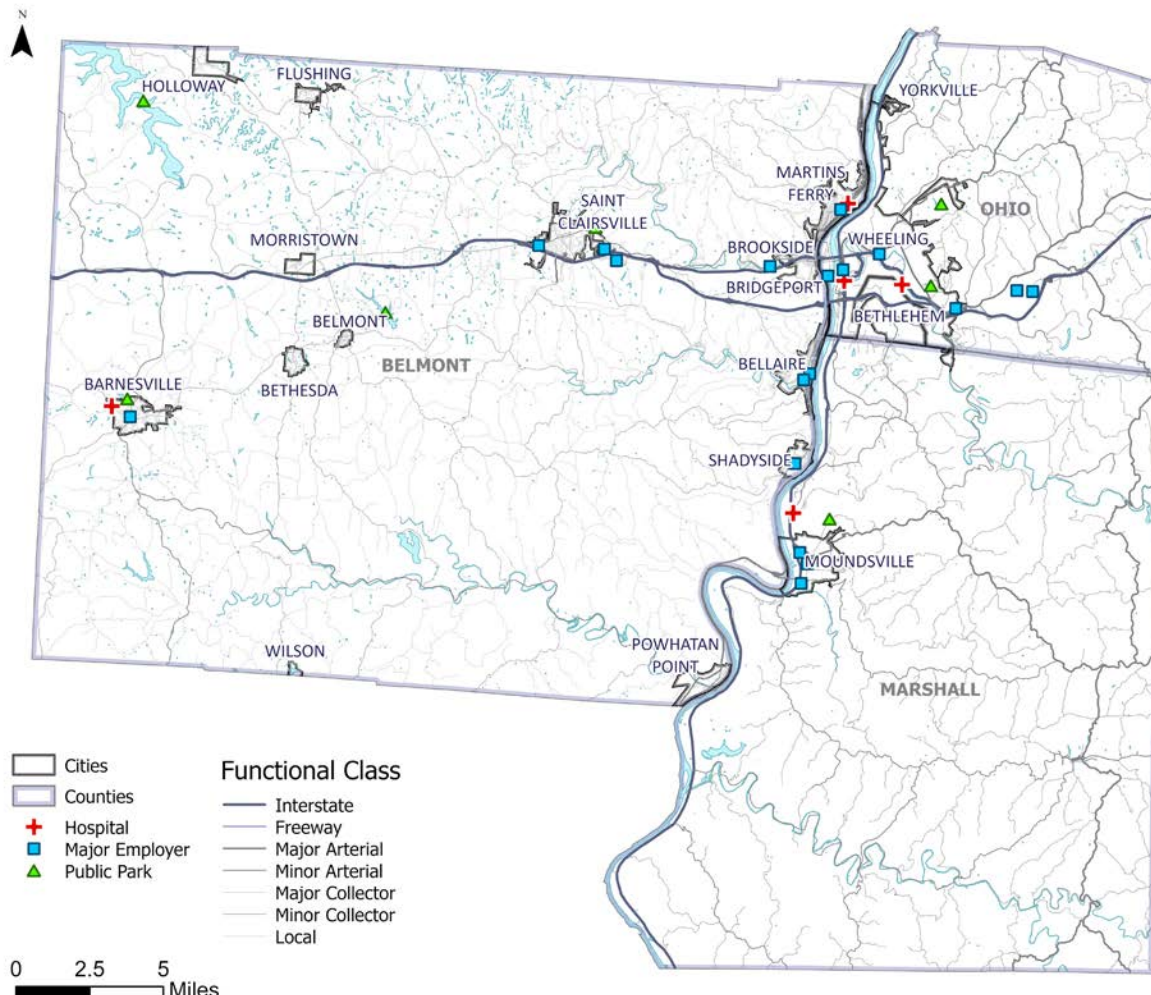 N
HOLLOWAY
FLUSHING
YORKVILLE
MARTINS
FERRY
OHIO
SAINT
CLAIRSVILLE
MORRISTOWN
BROOKSIDE
WHEELING
BRIDGEPORT
BETHLEHEM
BELMONT
BETHESDA
BELMONT
BELLAIRE
BARNESVILLE
SHADYSIDE
MOUNDSVILLE
WILSON
POWHATAN
POINT
MARSHALL
Cities
Counties
Hospital
Major Employer
Public Park
Functional Class
Interstate
Freeway
Major Arterial
Minor Arterial
Major Collector
Minor Collector
Local
0 2.5 5
Miles